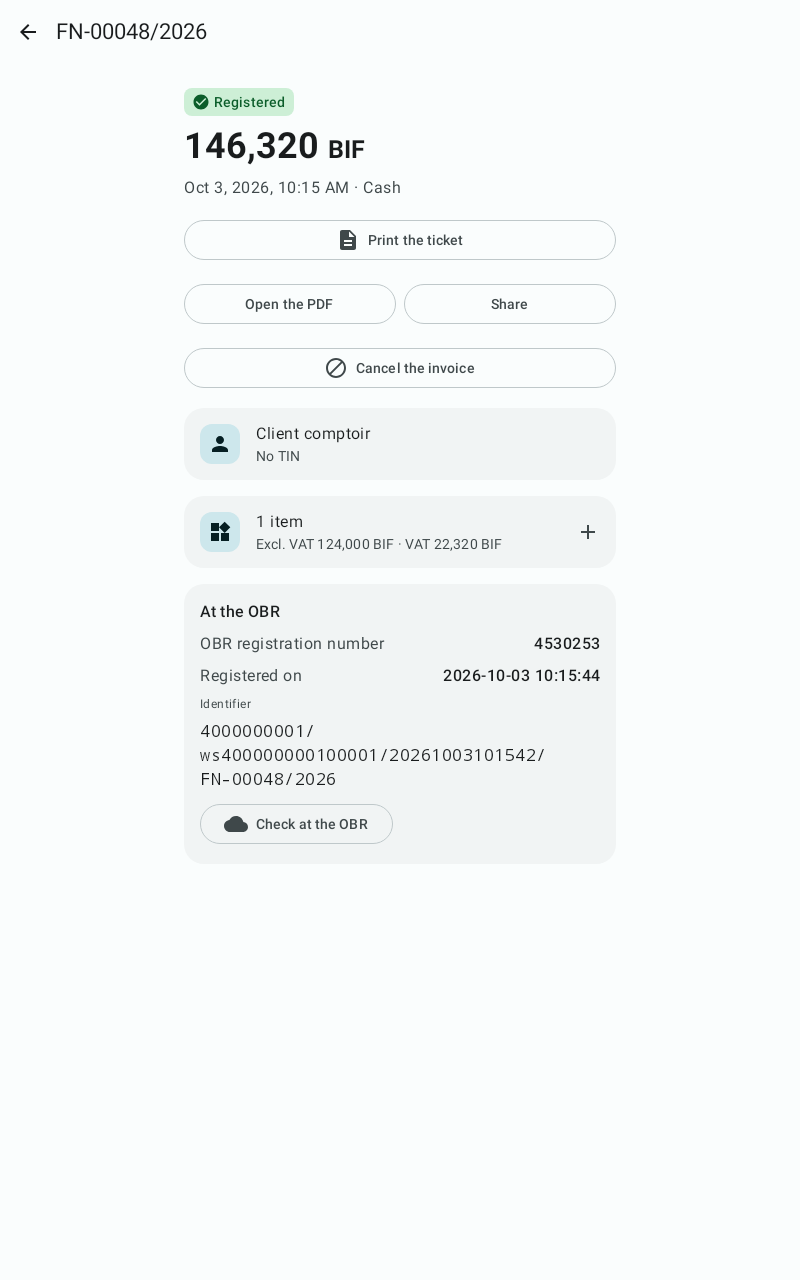 FN-00048/2026
Registered
146,320 BIF
Oct 3, 2026, 10:15 AM · Cash
Print the ticket
Open the PDF
Share
Cancel the invoice
Client comptoir
No TIN
1 item
Excl. VAT 124,000 BIF · VAT 22,320 BIF
At the OBR
OBR registration number 4530253
Registered on 2026-10-03 10:15:44
Identifier
4000000001/
ws400000000100001/20261003101542/
FN-00048/2026
Check at the OBR